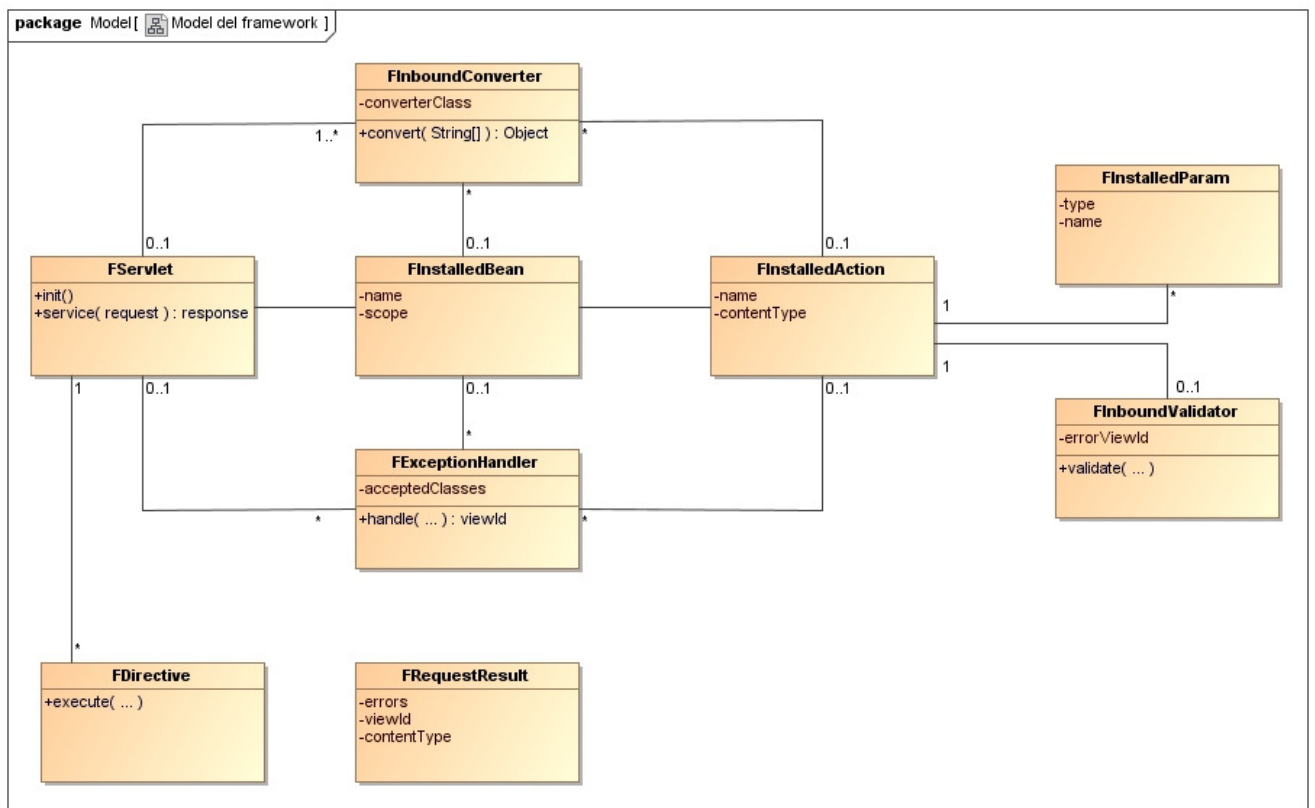 package Model[ Model del framework ]
FInboundConverter
-converterClass
+convert( String[] ) : Object
1..*
*
*
0..1
0..1
0..1
FInstalledParam
-type
-name
*
FServlet
+init()
+service( request ) : response
FInstalledBean
-name
-scope
FInstalledAction
-name
-contentType
1
1
0..1
1
0..1
0..1
0..1
FInboundValidator
-errorViewId
+validate( ... )
*
FExceptionHandler
-acceptedClasses
+handle( ... ) : viewId
*
*
*
FDirective
+execute( ... )
FRequestResult
-errors
-viewId
-contentType